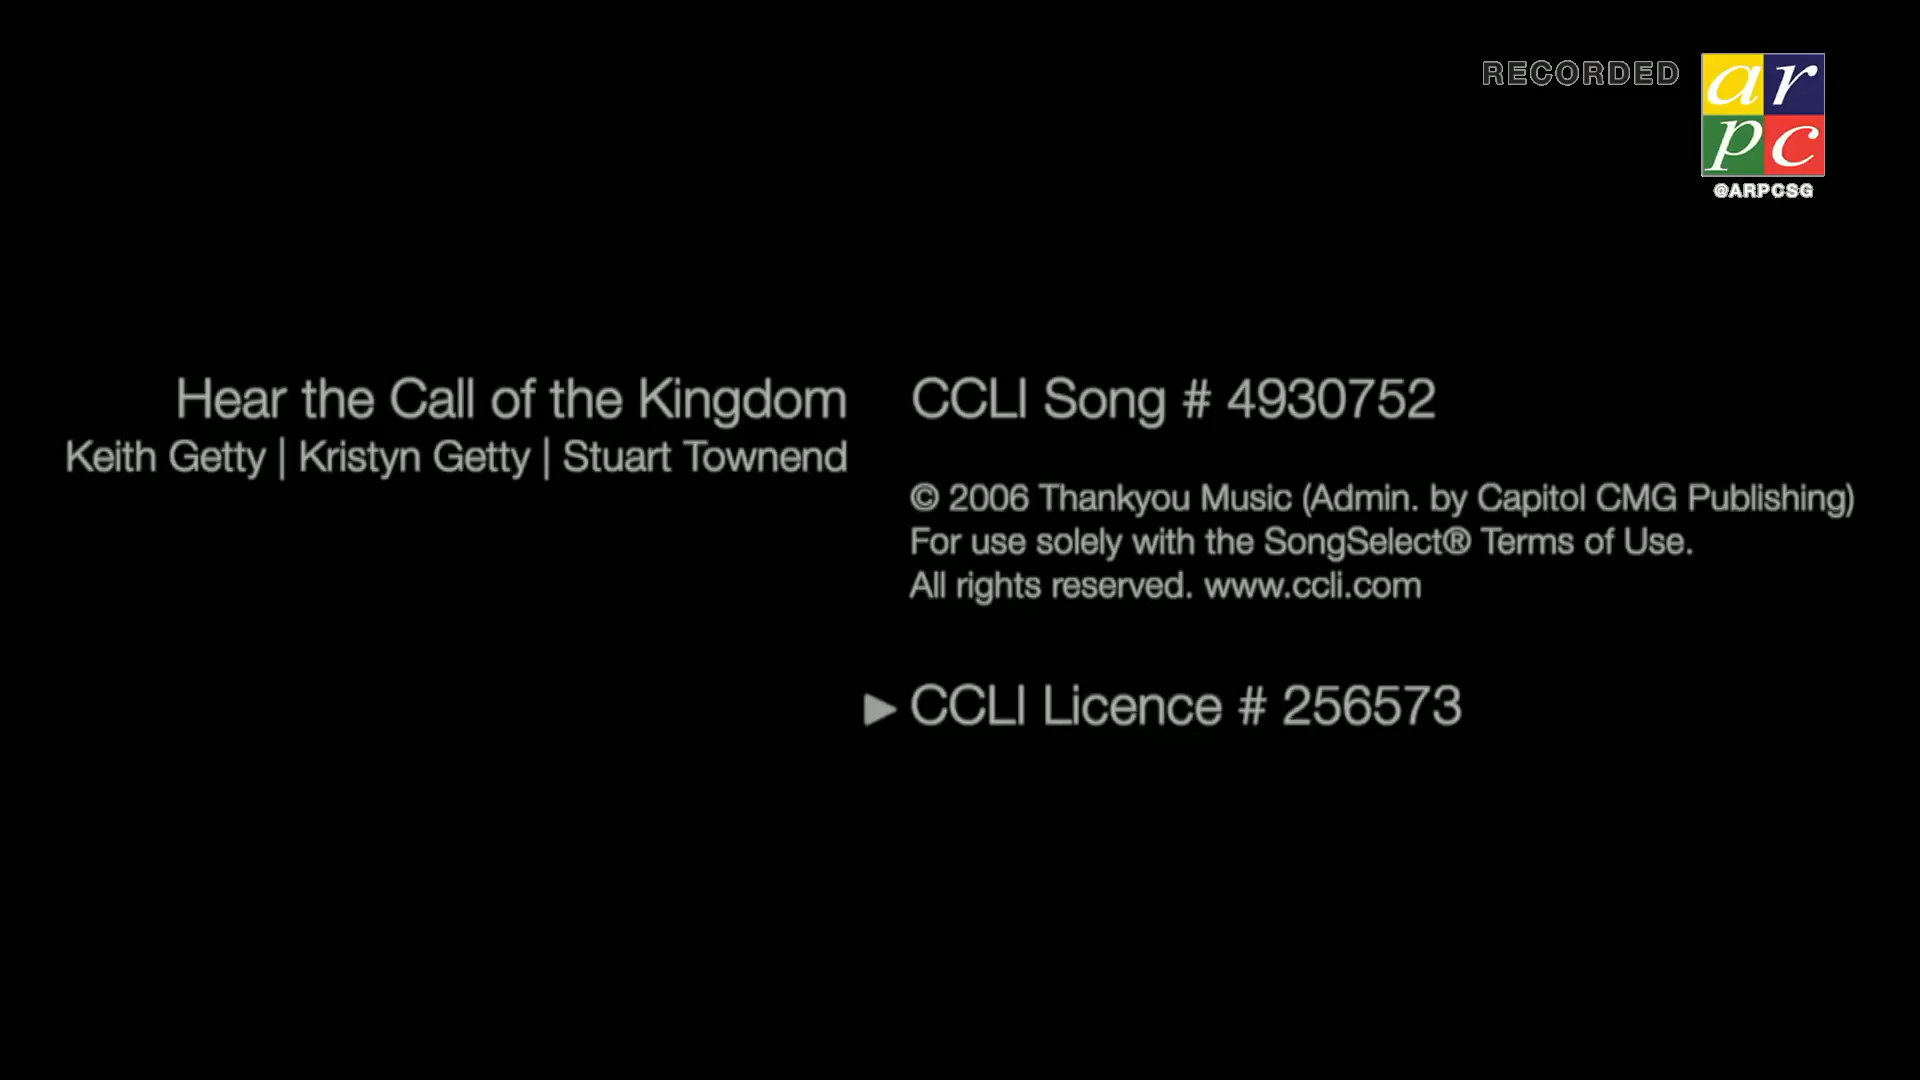 RECORDED
ar
pc
@ARPCSG
Hear the Call of the Kingdom
Keith Getty | Kristyn Getty | Stuart Townend
CCLI Song # 4930752
© 2006 Thankyou Music (Admin. by Capitol CMG Publishing)
For use solely with the SongSelect® Terms of Use.
All rights reserved. www.ccli.com
▶ CCLI Licence # 256573